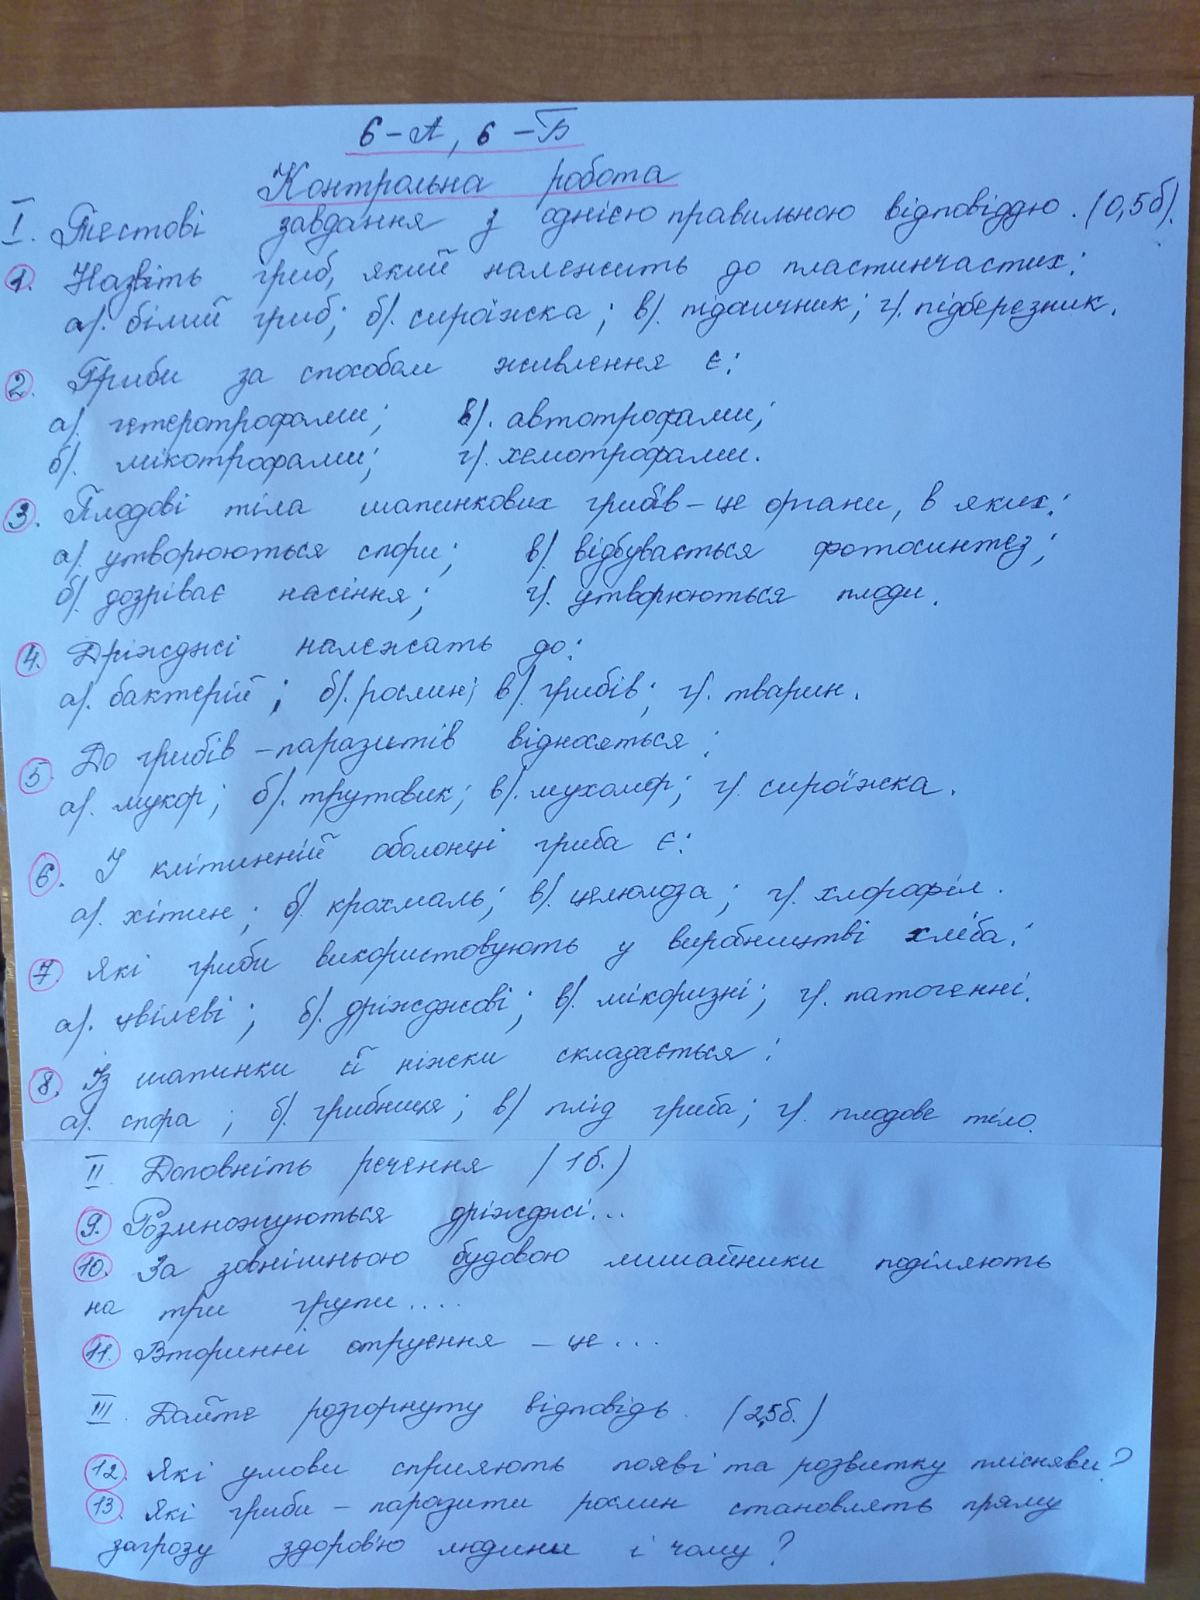 6-А, 6-Б
Контрольна робота
I. Тестові завдання з однією правильною відповіддю. (0,5б).
1. Назвіть гриб, який належить до пластинчастих:
а). білий гриб; б). сироїжка; в). підсичник; г). підберезник.
2. Гриби за способом живлення є:
а). гетеротрофами; в). автотрофами;
б). мікотрофами; г). хемотрофами.
3. Плодові тіла шапинкових грибів - це органи, в яких:
а). утворюються спори; в). відбувається фотосинтез;
б). дозріває насіння; г). утворюються плоди.
4. Дріжджі належать до:
а). бактерій; б). рослин; в). грибів; г). тварин.
5. До грибів - паразитів відносяться:
а). мукор; б). трутовик; в). мухомор; г). сироїжка.
6. У клітинній оболонці гриба є:
а). хітин; б). крохмаль; в). целюлоза; г). хлорофіл.
7. Які гриби використовують у виробництві хліба:
а). цвілеві; б). дріжджові; в). мікоризні; г). патогенні.
8. Із шапинки й ніжки складається:
а). спора; б). грибниця; в) плід гриба; г). плодове тіло.
II Доповніть речення (1б.)
9. Розмножуються дріжджі...
10. За зовнішньою будовою лишайники поділяють
на три групи....
11. Вторинні отруєння - це...
III Дайте розгорнуту відповідь. (2,5б.)
12. Які умови сприяють появі та розвитку плісняви?
13. Які гриби - паразити рослин становлять пряму
загрозу здоров'ю людини і чому?